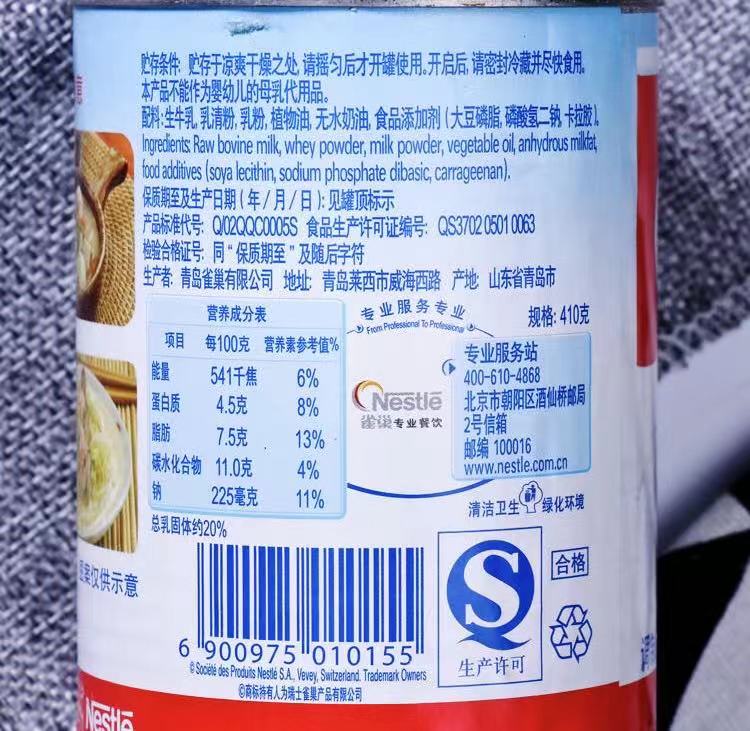 贮存条件: 贮存于凉爽干燥之处, 请摇匀后才开罐使用。开启后, 请密封冷藏并尽快食用。
本产品不能作为婴幼儿的母乳代用品。
配料: 生牛乳, 乳清粉, 乳粉, 植物油, 无水奶油, 食品添加剂 (大豆磷脂, 磷酸氢二钠, 卡拉胶)。
Ingredients: Raw bovine milk, whey powder, milk powder, vegetable oil, anhydrous milkfat,
food additives (soya lecithin, sodium phosphate dibasic, carrageenan).
保质期至及生产日期 (年/月/日): 见罐顶标示
产品标准代号: Q/02QQC0005S 食品生产许可证编号: QS3702 0501 0063
检验合格证号: 同“保质期至”及随后字符
生产者: 青岛雀巢有限公司 地址: 青岛莱西市威海西路 产地: 山东省青岛市
营养成分表
项目 每100克 营养素参考值%
能量 541千焦 6%
蛋白质 4.5克 8%
脂肪 7.5克 13%
碳水化合物 11.0克 4%
钠 225毫克 11%
总乳固体约20%
专业服务专业
From Professional To Professional
Nestlé
雀巢专业餐饮
规格: 410克
专业服务站
400-610-4868
北京市朝阳区酒仙桥邮局
2号信箱
邮编 100016
www.nestle.com.cn
清洁卫生 绿化环境
图案仅供示意
6 900975 010155
S
生产许可
合格
© Société des Produits Nestlé S.A., Vevey, Switzerland. Trademark Owners
©商标持有人为瑞士雀巢产品有限公司
Nestlé